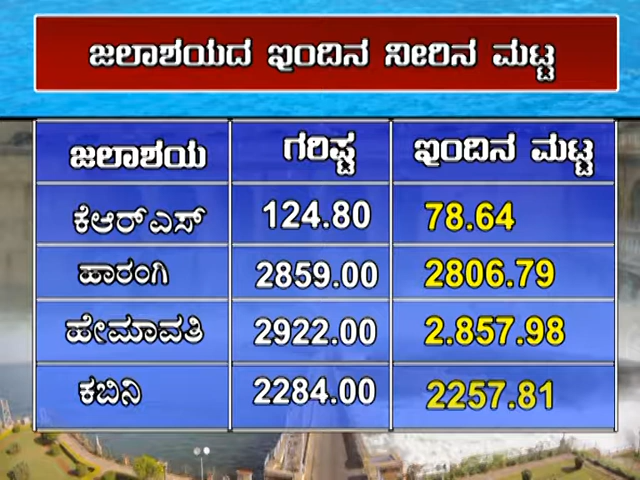 ಜಲಾಶಯದ ಇಂದಿನ ನೀರಿನ ಮಟ್ಟ
ಜಲಾಶಯ ಗರಿಷ್ಟ ಇಂದಿನ ಮಟ್ಟ
ಕೆಆರ್‌ಎಸ್ 124.80 78.64
ಹಾರಂಗಿ 2859.00 2806.79
ಹೇಮಾವತಿ 2922.00 2.857.98
ಕಬಿನಿ 2284.00 2257.81